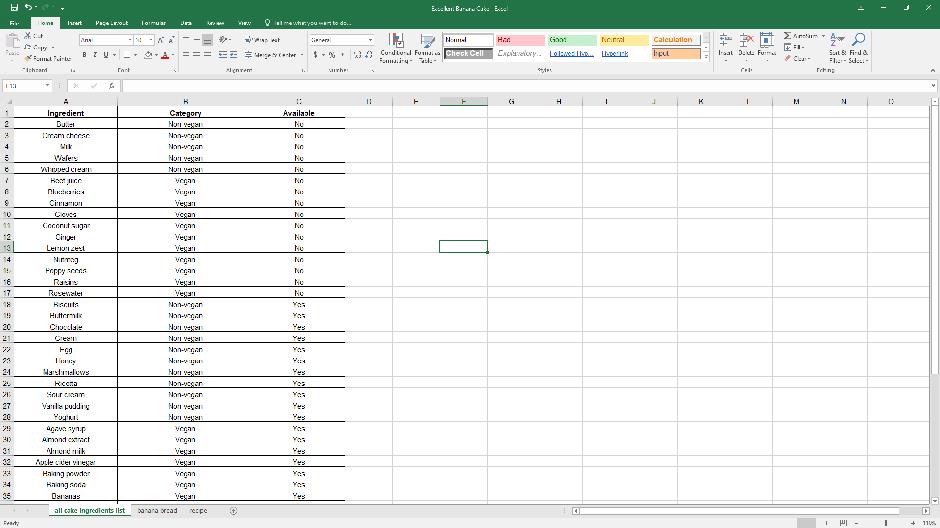 Excellent Banana Cake - Excel
File Home Insert Page Layout Formulas Data Review View Tell me what you want to do...
Paste Cut Copy Format Painter
Arial 10 B I U Wrap Text Merge & Center General $ % Conditional Formatting Format as Table
Normal Bad Good Neutral Calculation
Check Cell Explanatory ... Followed Hyp... Hyperlink Input
Insert Delete Format AutoSum Fill Clear Sort & Filter Find & Select
Clipboard Font Alignment Number Styles Cells Editing
F13 fx
A B C D E F G H I J K L M N O
1 Ingredient Category Available
2 Butter Non-vegan No
3 Cream cheese Non-vegan No
4 Milk Non-vegan No
5 Wafers Non-vegan No
6 Whipped cream Non-vegan No
7 Beet juice Vegan No
8 Blueberries Vegan No
9 Cinnamon Vegan No
10 Cloves Vegan No
11 Coconut sugar Vegan No
12 Ginger Vegan No
13 Lemon zest Vegan No
14 Nutmeg Vegan No
15 Poppy seeds Vegan No
16 Raisins Vegan No
17 Rosewater Vegan No
18 Biscuits Non-vegan Yes
19 Buttermilk Non-vegan Yes
20 Chocolate Non-vegan Yes
21 Cream Non-vegan Yes
22 Egg Non-vegan Yes
23 Honey Non-vegan Yes
24 Marshmallows Non-vegan Yes
25 Ricotta Non-vegan Yes
26 Sour cream Non-vegan Yes
27 Vanilla pudding Non-vegan Yes
28 Yoghurt Non-vegan Yes
29 Agave syrup Vegan Yes
30 Almond extract Vegan Yes
31 Almond milk Vegan Yes
32 Apple cider vinegar Vegan Yes
33 Baking powder Vegan Yes
34 Baking soda Vegan Yes
35 Bananas Vegan Yes
all cake ingredients list banana bread recipe
Ready 110%